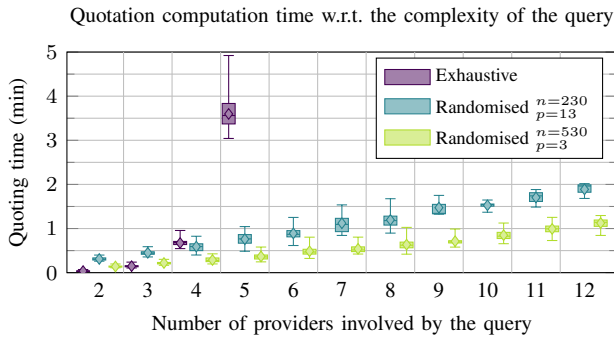 Quotation computation time w.r.t. the complexity of the query
5
4
3
2
1
0
Quoting time (min)
Exhaustive
Randomised n=230 p=13
Randomised n=530 p=3
2 3 4 5 6 7 8 9 10 11 12
Number of providers involved by the query